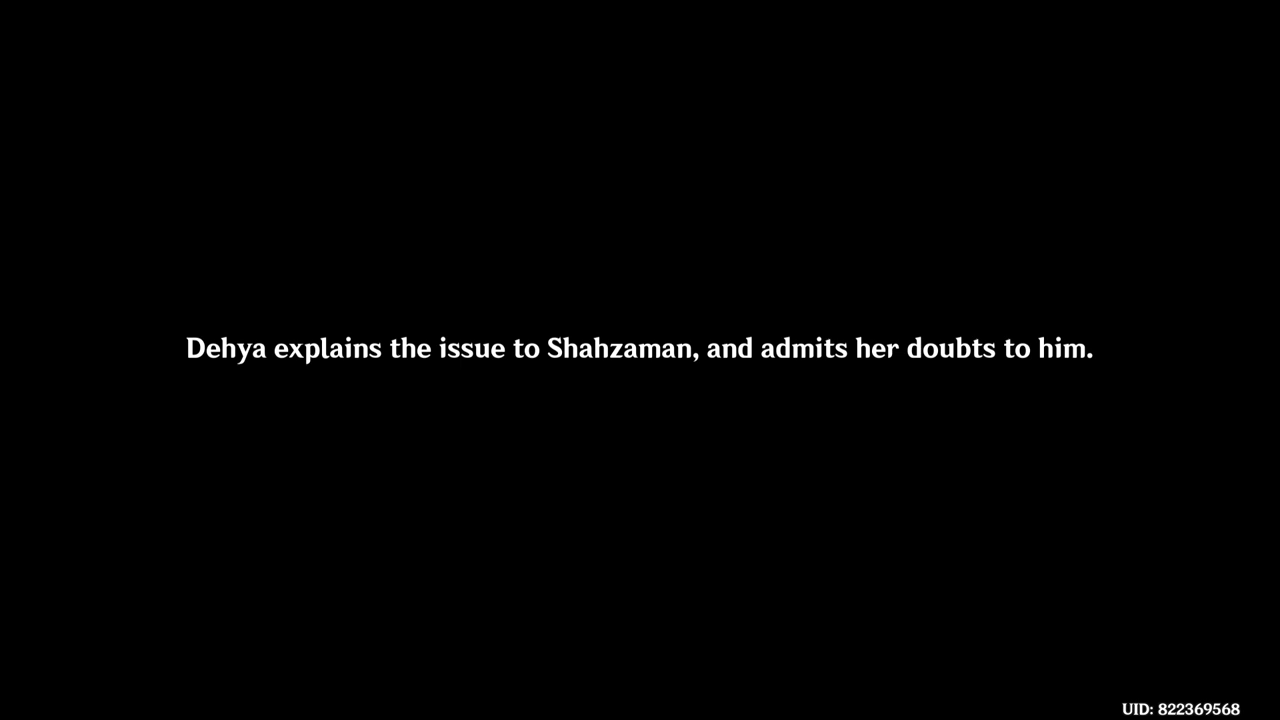 Dehya explains the issue to Shahzaman, and admits her doubts to him.
UID: 822369568